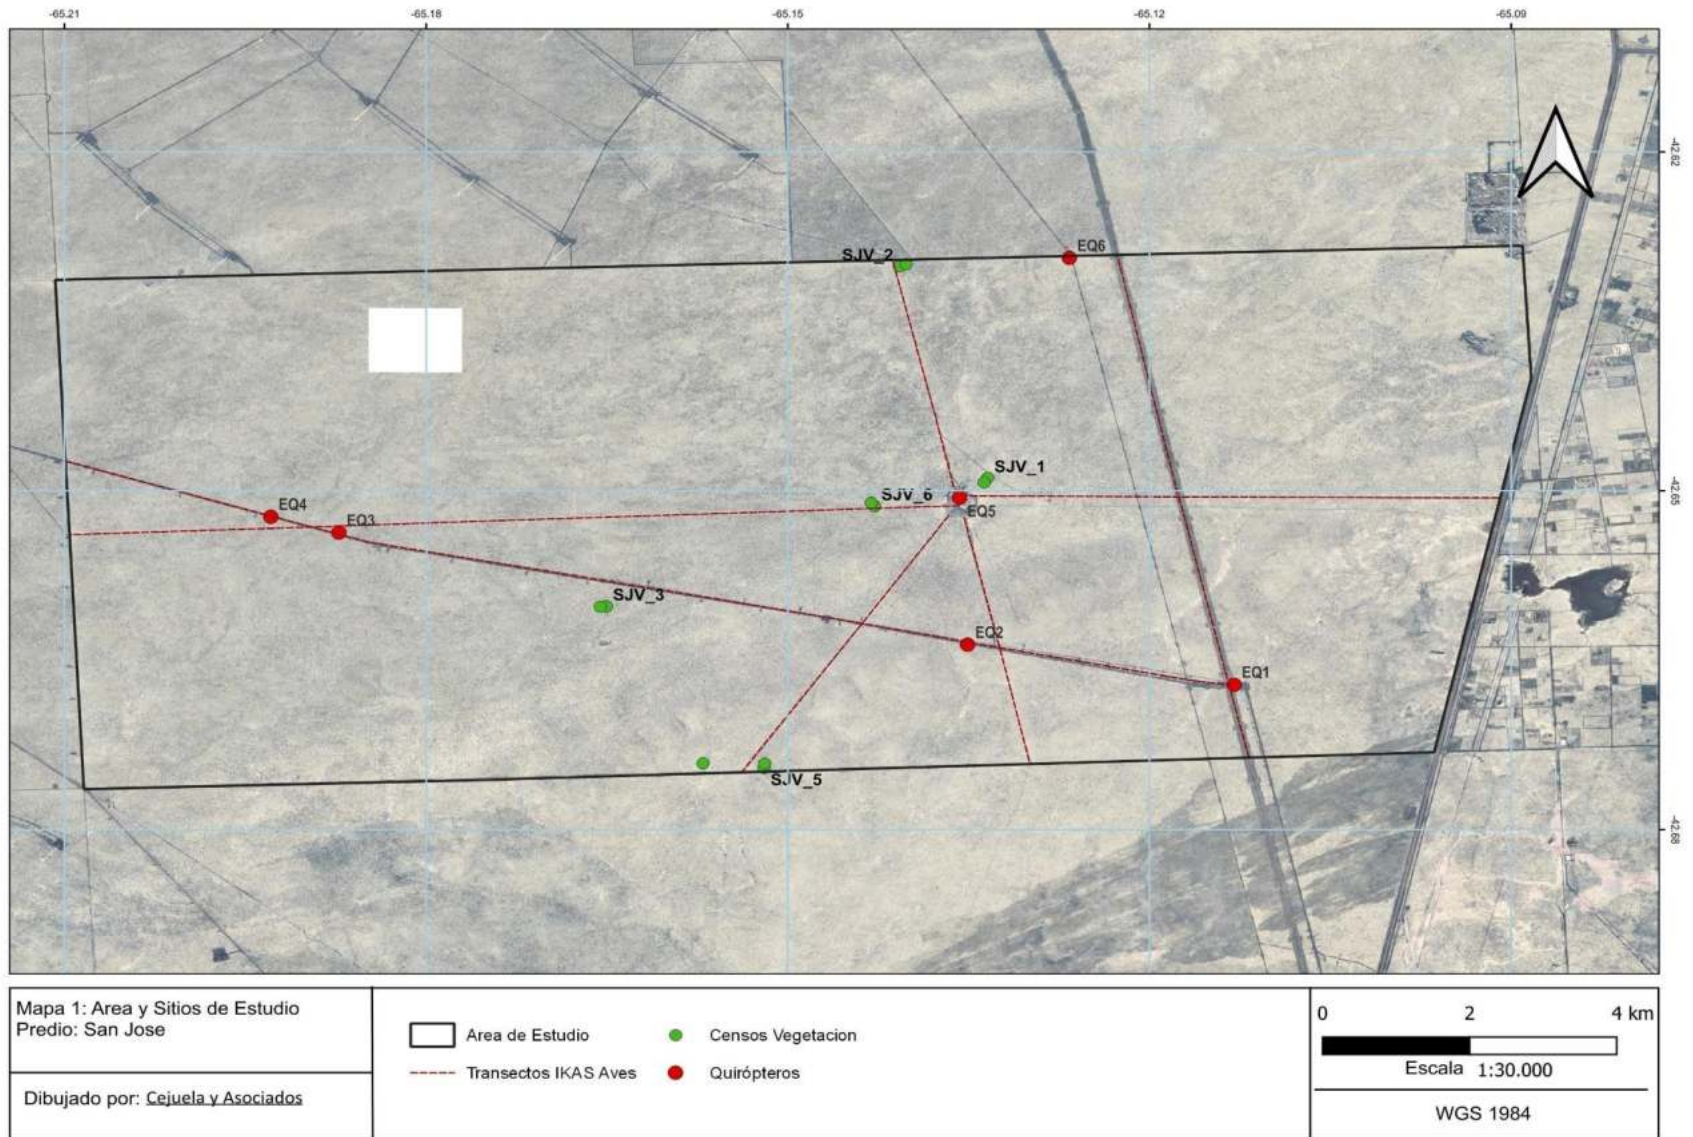 -65.21 -65.18 -65.15 -65.12 -65.09
-42.62
SJV_2
EQ6
SJV_1
SJV_6
-42.65
EQ4
EQ5
EQ3
SJV_3
EQ2
EQ1
SJV_5
-42.68
Mapa 1: Area y Sitios de Estudio
Predio: San Jose
Dibujado por: Cejuela y Asociados
Area de Estudio
Censos Vegetacion
Transectos IKAS Aves
Quirópteros
0 2 4 km
Escala 1:30.000
WGS 1984